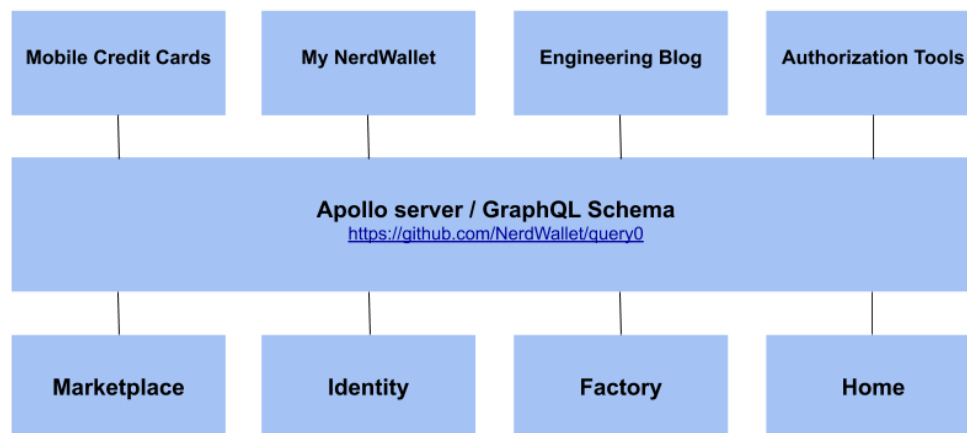 Mobile Credit Cards
My NerdWallet
Engineering Blog
Authorization Tools
Apollo server / GraphQL Schema
https://github.com/NerdWallet/query0
Marketplace
Identity
Factory
Home